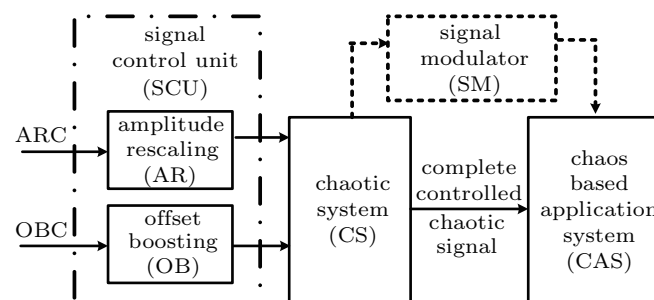 signal
control unit
(SCU)
signal
modulator
(SM)
ARC
amplitude
rescaling
(AR)
OBC
offset
boosting
(OB)
chaotic
system
(CS)
complete
controlled
chaotic
signal
chaos
based
application
system
(CAS)